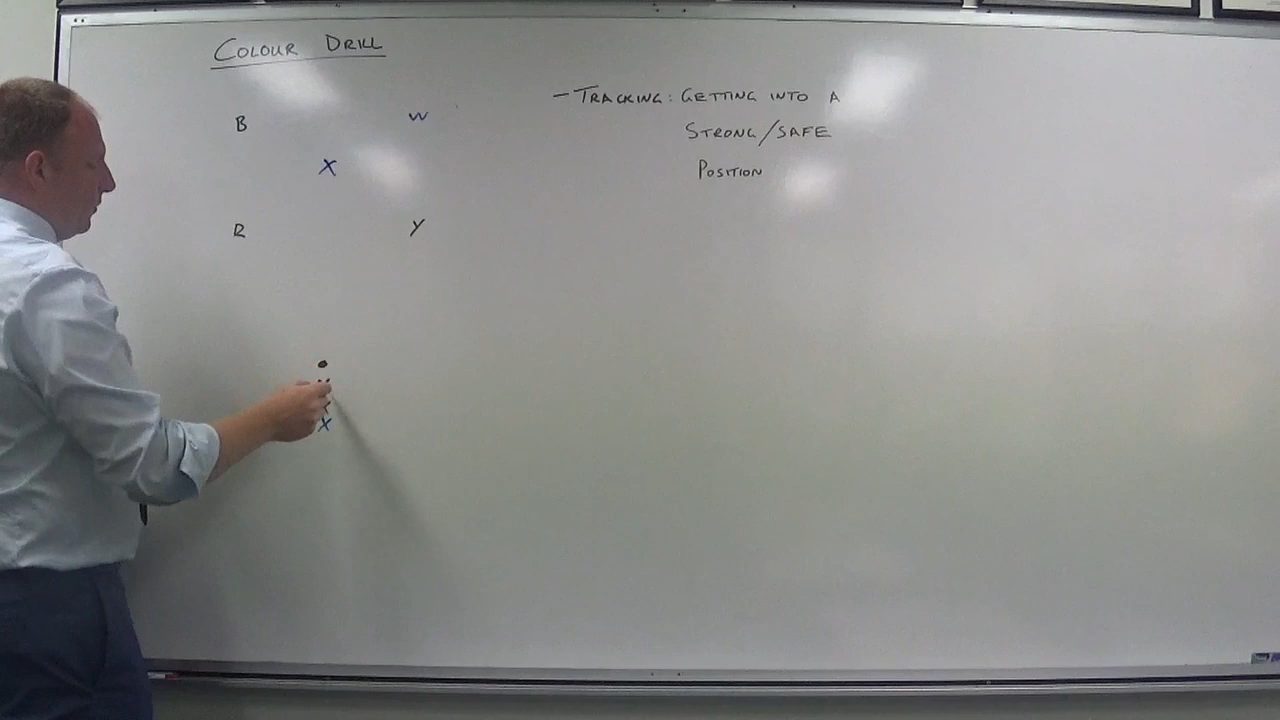 COLOUR DRILL
- TRACKING: GETTING INTO A
STRONG/SAFE
POSITION
B W
X
R Y
X